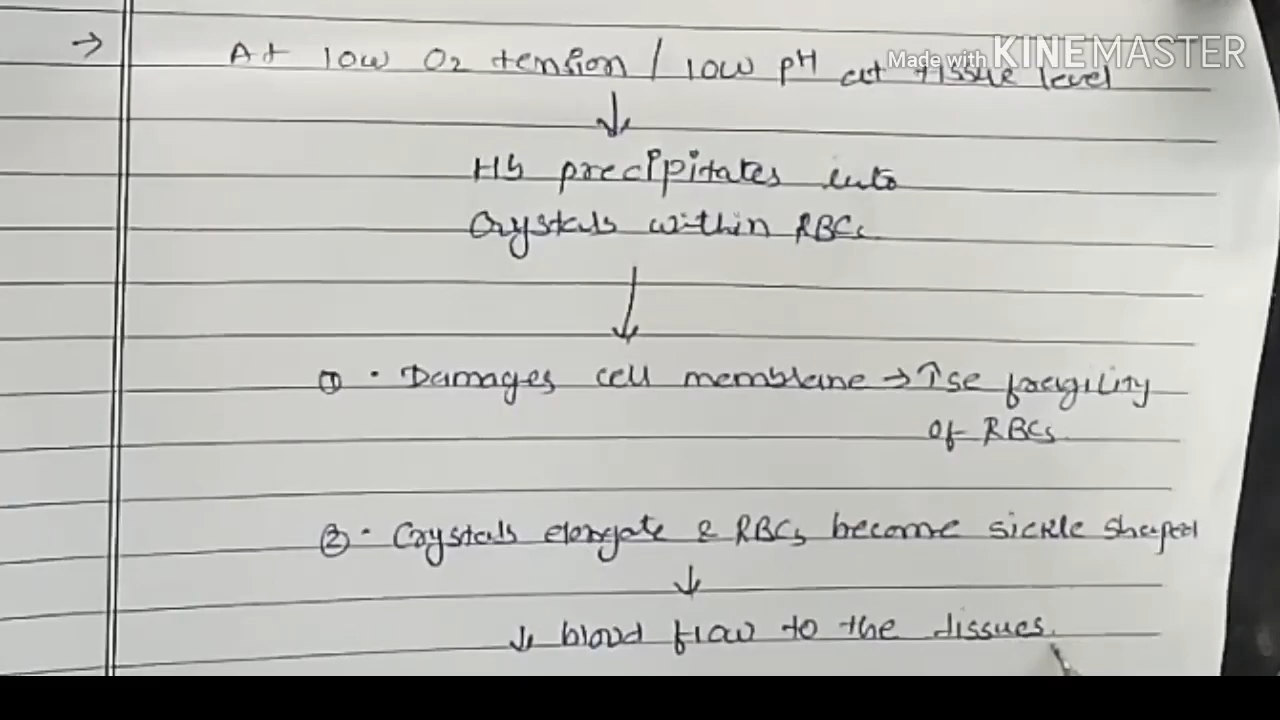 Made with KINEMASTER
→ At low O2 tension / low pH at tissue level
↓
Hb precipitates into
Crystals within RBCs
↓
① · Damages cell membrane → ↑se fragility
of RBCs
② · Crystals elongate & RBCs become sickle shaped
↓
↓ blood flow to the tissues.